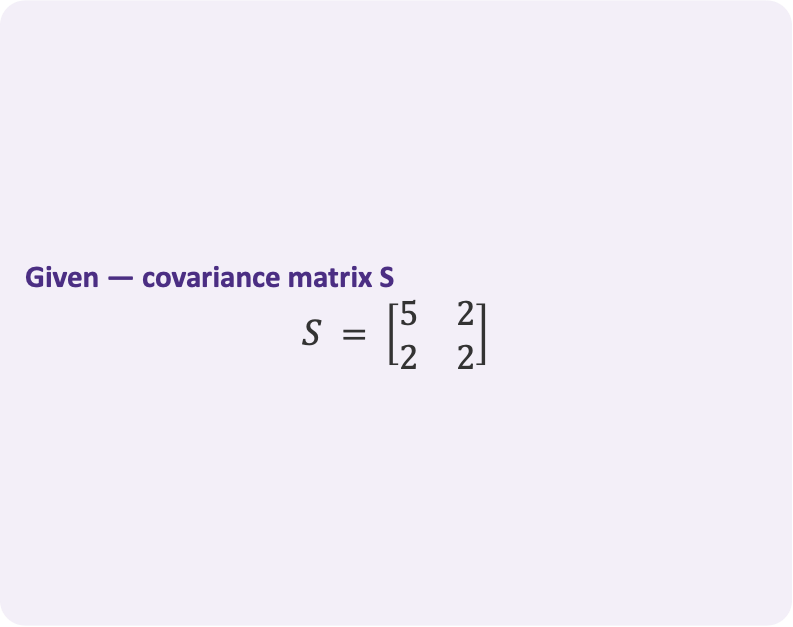 Given — covariance matrix S
S = [5 2
2 2]